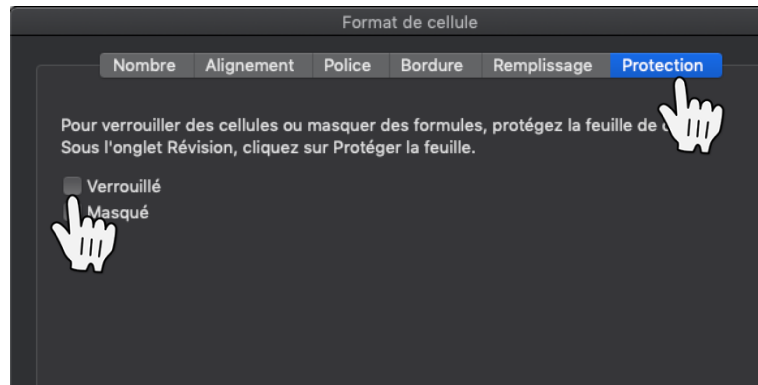 Format de cellule
Nombre Alignement Police Bordure Remplissage Protection
Pour verrouiller des cellules ou masquer des formules, protégez la feuille de
Sous l'onglet Révision, cliquez sur Protéger la feuille.
Verrouillé
Masqué